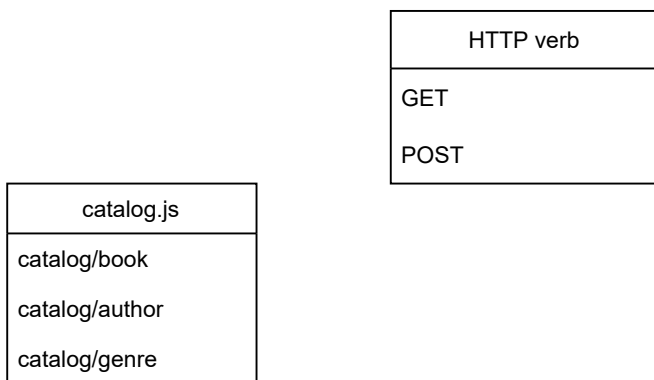 HTTP verb
GET
POST
catalog.js
catalog/book
catalog/author
catalog/genre